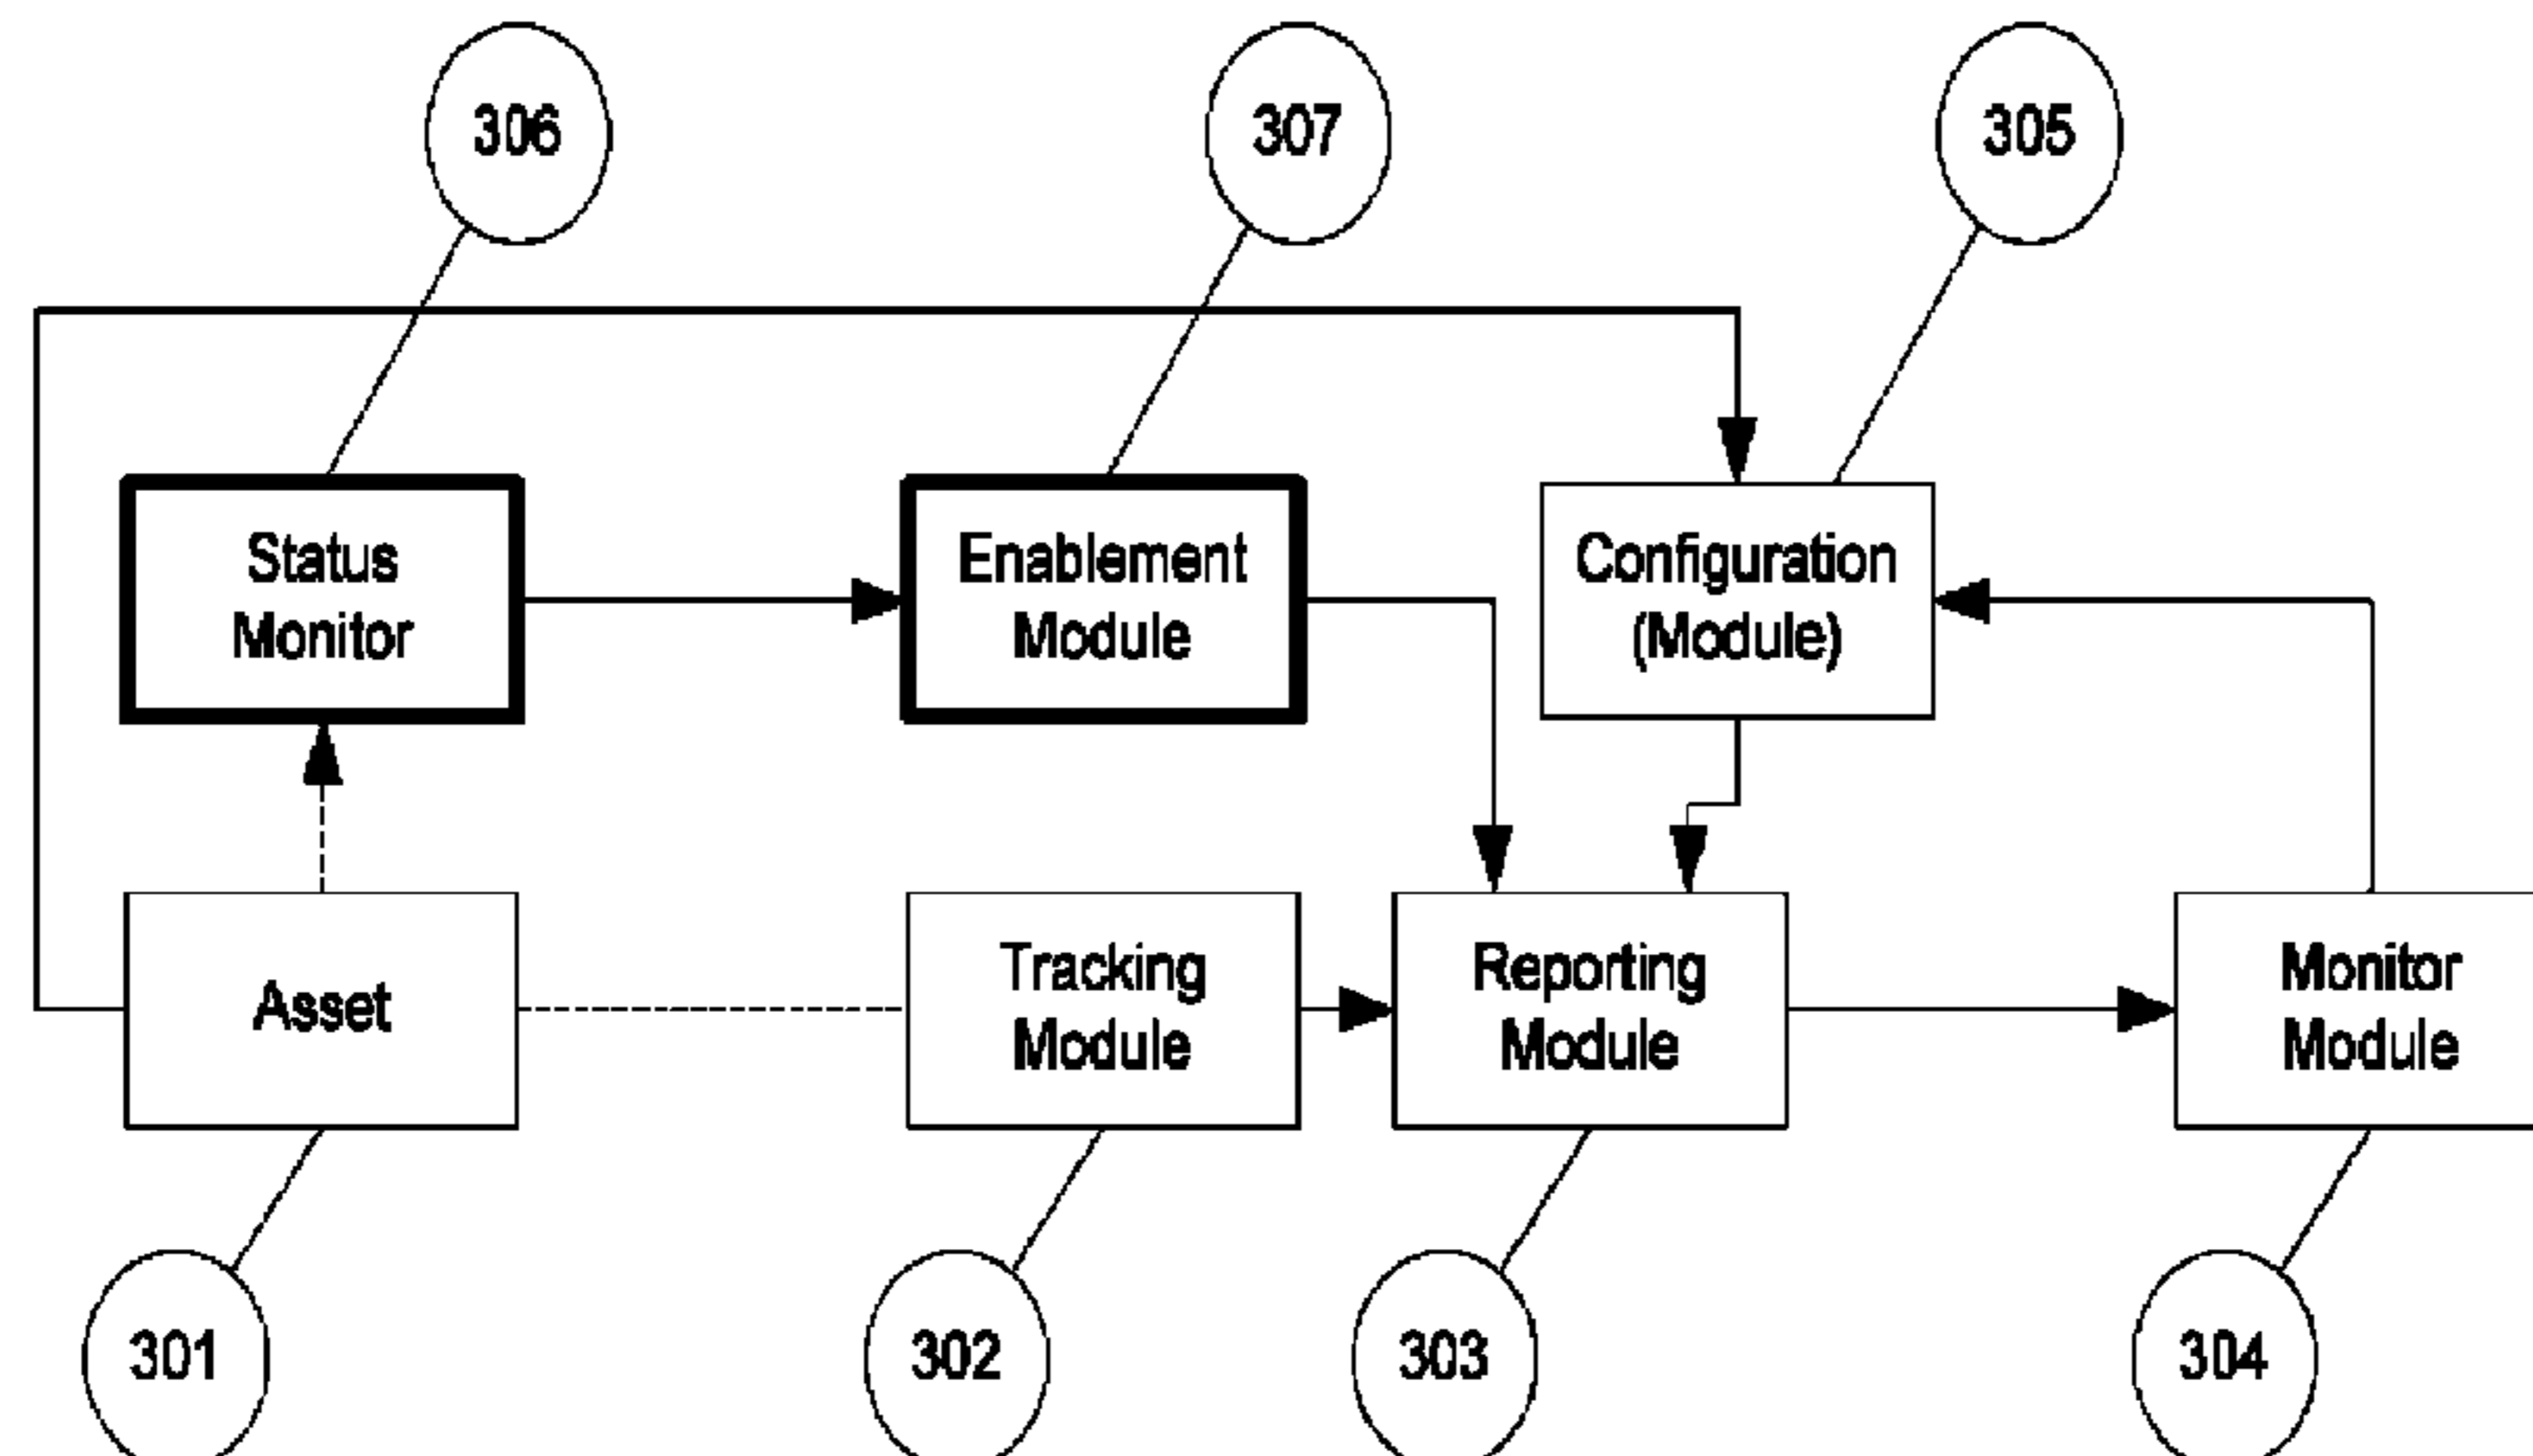 306
307
305
Status
Monitor
Enablement
Module
Configuration
(Module)
Asset
Tracking
Module
Reporting
Module
Monitor
Module
301
302
303
304